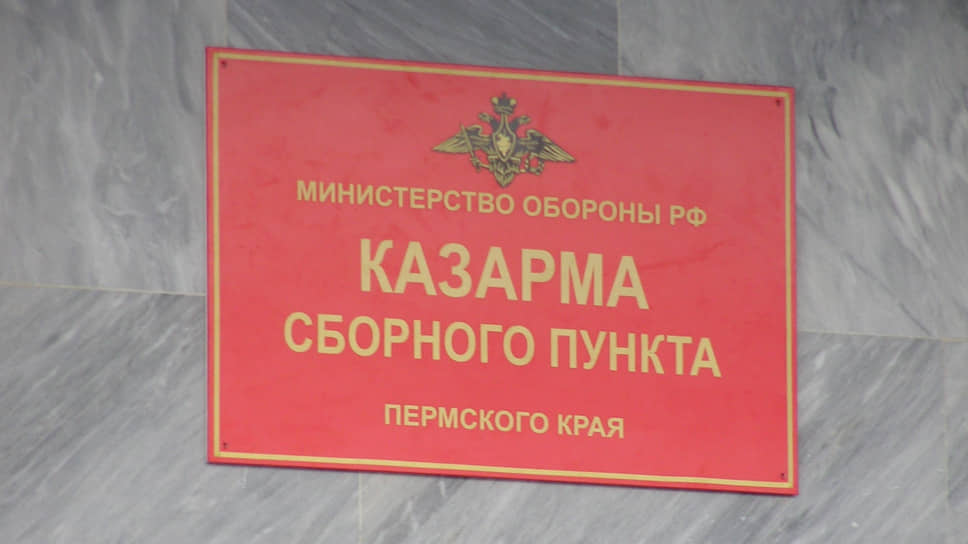 МИНИСТЕРСТВО ОБОРОНЫ РФ
КАЗАРМА
СБОРНОГО ПУНКТА
ПЕРМСКОГО КРАЯ